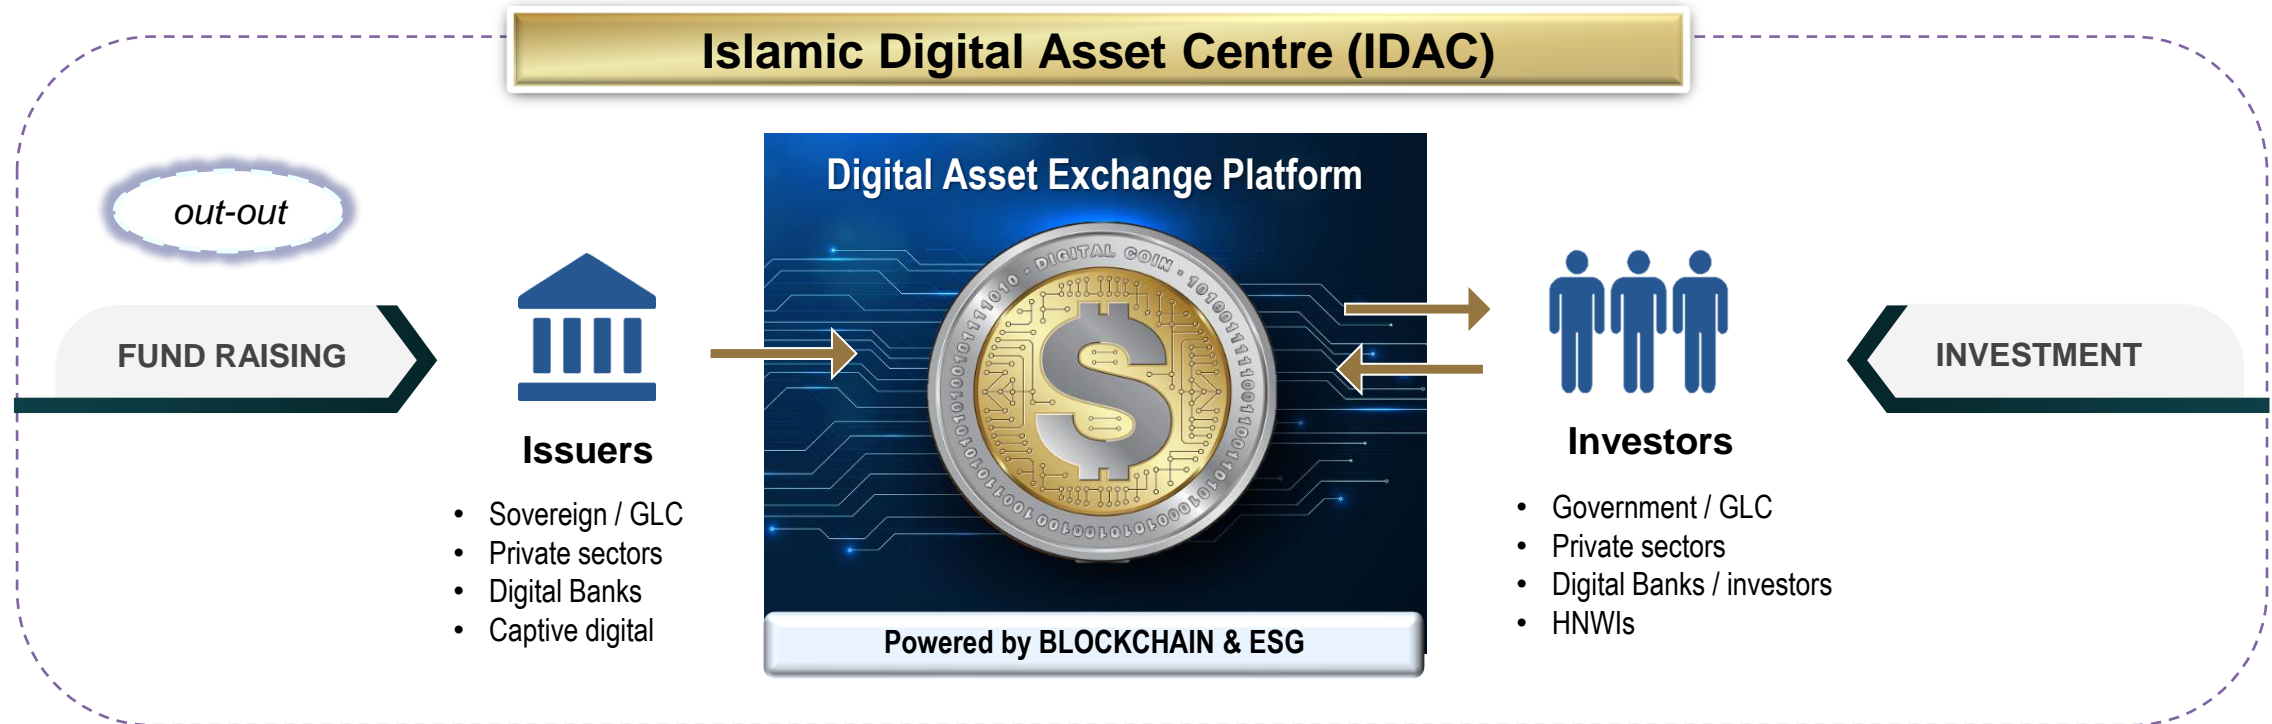 Islamic Digital Asset Centre (IDAC)
out-out
FUND RAISING
Issuers
• Sovereign / GLC
• Private sectors
• Digital Banks
• Captive digital
Digital Asset Exchange Platform
DIGITAL COIN
Powered by BLOCKCHAIN & ESG
Investors
• Government / GLC
• Private sectors
• Digital Banks / investors
• HNWIs
INVESTMENT